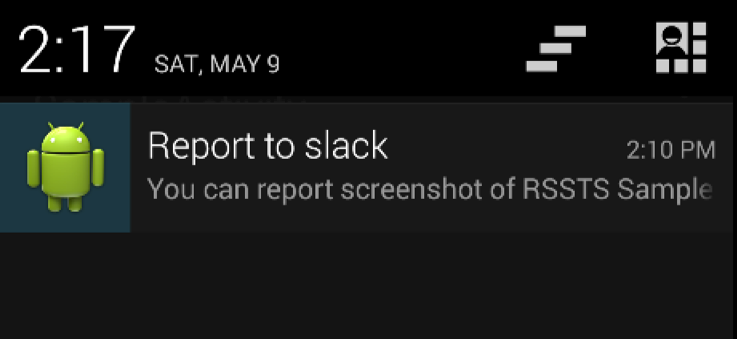 2:17 SAT, MAY 9
Report to slack 2:10 PM
You can report screenshot of RSSTS Sample